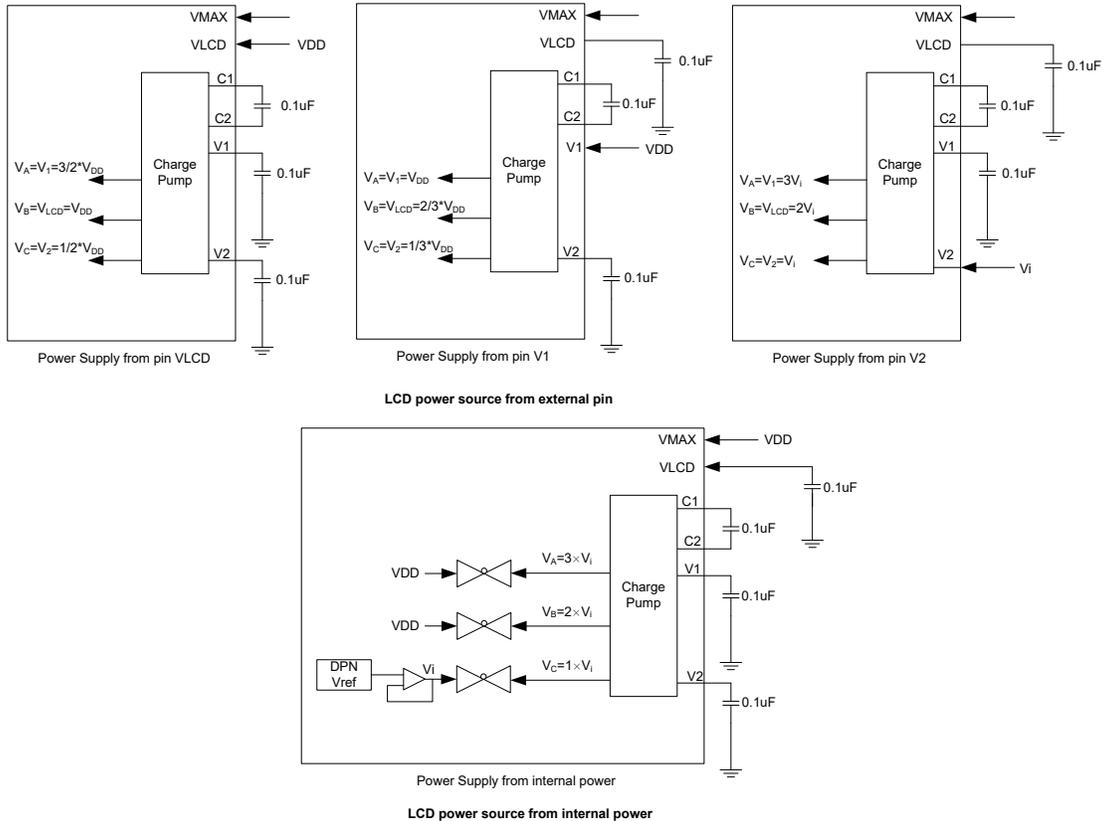 VMAX
VLCD
VDD
C1
0.1uF
C2
V1
Charge
Pump
0.1uF
VA=V1=3/2*VDD
VB=VLCD=VDD
VC=V2=1/2*VDD
V2
0.1uF
Power Supply from pin VLCD
VMAX
VLCD
0.1uF
C1
0.1uF
C2
V1
VDD
Charge
Pump
VA=V1=VDD
VB=VLCD=2/3*VDD
VC=V2=1/3*VDD
V2
0.1uF
Power Supply from pin V1
VMAX
VLCD
0.1uF
C1
0.1uF
C2
V1
Charge
Pump
0.1uF
VA=V1=3Vi
VB=VLCD=2Vi
VC=V2=Vi
V2
Vi
Power Supply from pin V2
LCD power source from external pin
VMAX
VDD
VLCD
0.1uF
C1
0.1uF
C2
VDD
VA=3×Vi
V1
Charge
Pump
0.1uF
VDD
VB=2×Vi
DPN
Vref
Vi
VC=1×Vi
V2
0.1uF
Power Supply from internal power
LCD power source from internal power